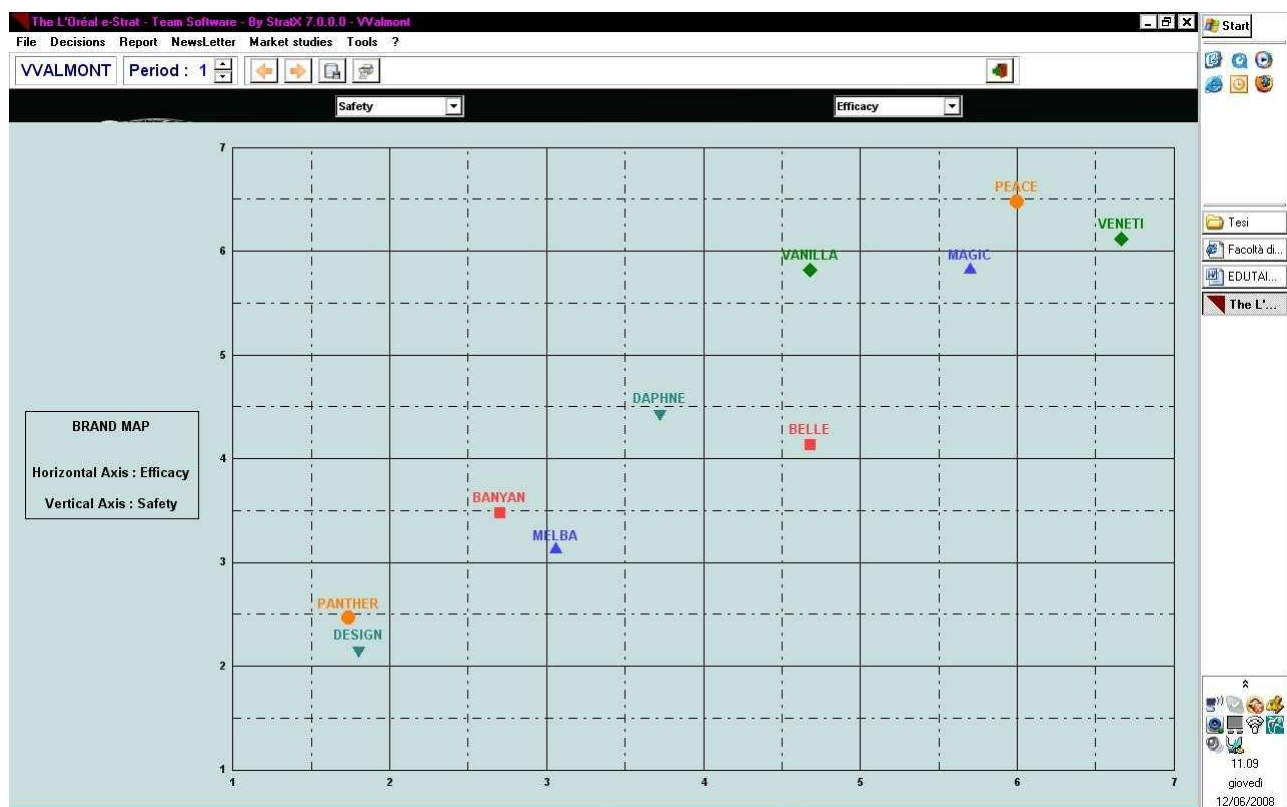 The L'Oréal e-Strat - Team Software - By StratX 7.0.0.0 - VValmont
File Decisions Report NewsLetter Market studies Tools ?
VVALMONT Period : 1
Safety Efficacy
7
PEACE
VENETI
6
VANILLA MAGIC
5
DAPHNE
BELLE
BRAND MAP
Horizontal Axis : Efficacy
Vertical Axis : Safety
4
BANYAN
MELBA
3
PANTHER
DESIGN
2
1
1 2 3 4 5 6 7
Start
Tesi
Facoltà di...
EDUTAI...
The L'...
11.09
giovedì
12/06/2008